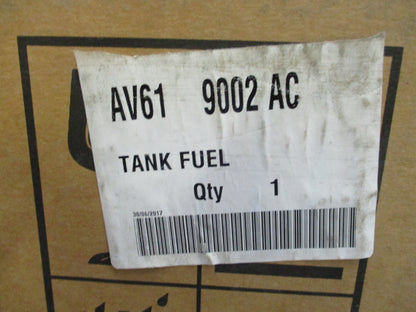 AV61 9002 AC
TANK FUEL
Qty 1
30/06/2017